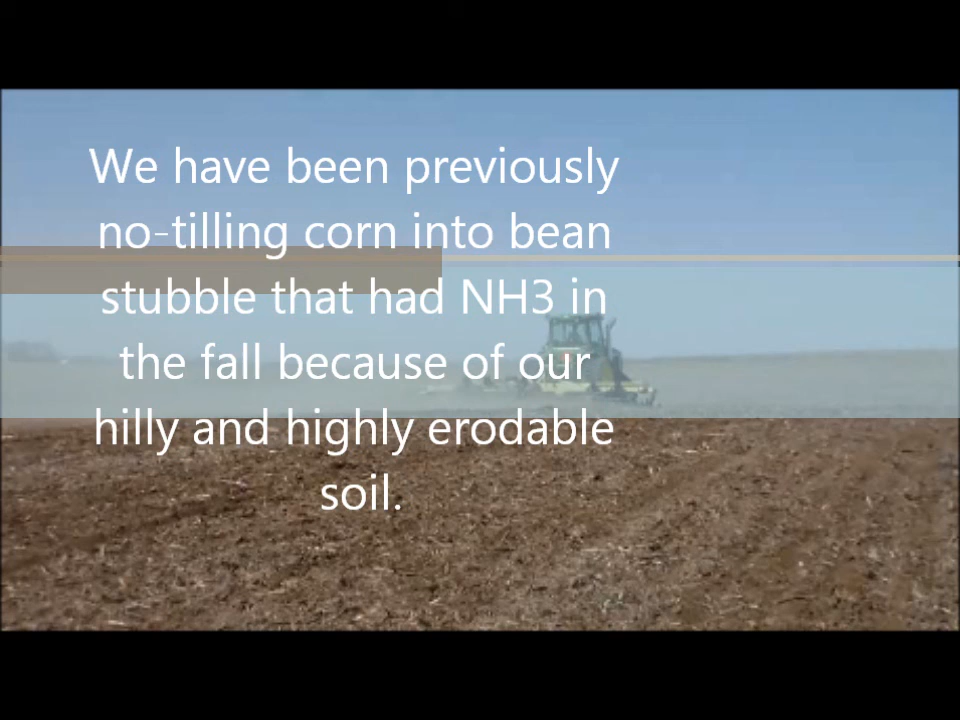 We have been previously
no-tilling corn into bean
stubble that had NH3 in
the fall because of our
hilly and highly erodable
soil.